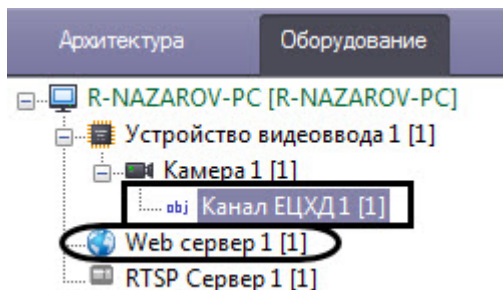 Архитектура Оборудование
R-NAZAROV-PC [R-NAZAROV-PC]
Устройство видеоввода 1 [1]
Камера 1 [1]
obj Канал ЕЦХД 1 [1]
Web сервер 1 [1]
RTSP Сервер 1 [1]